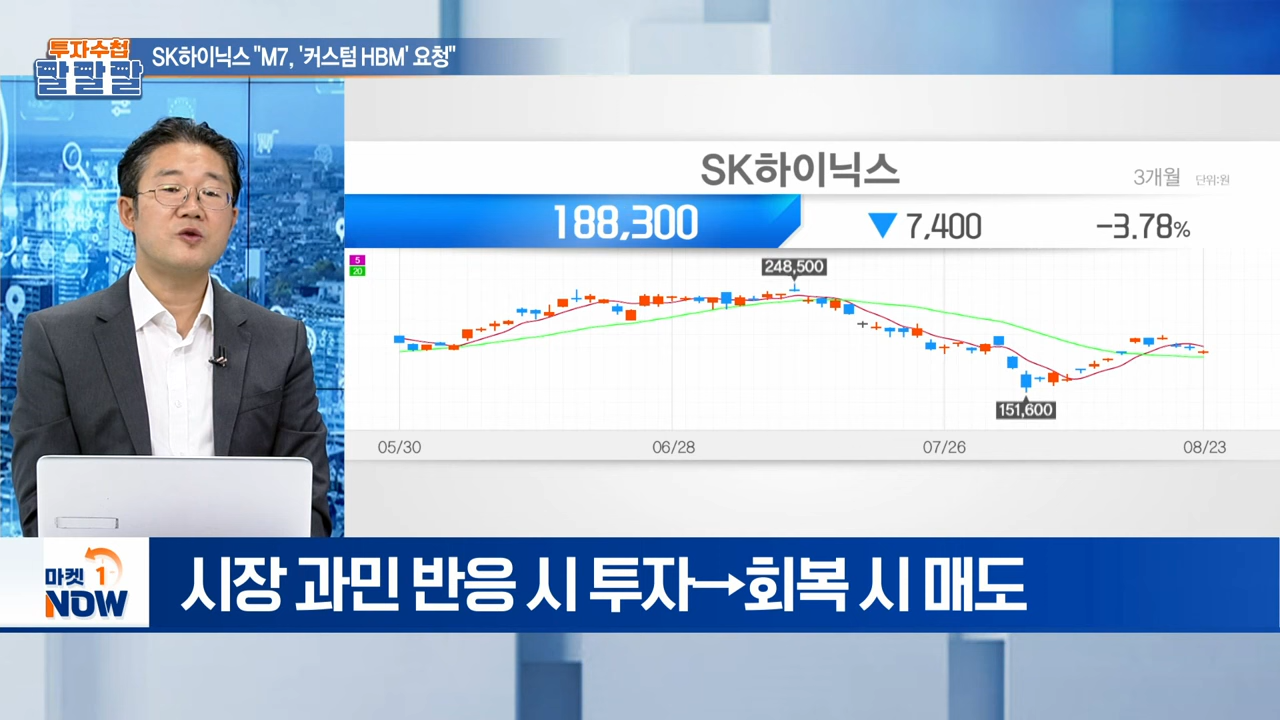 투자수첩
팔팔팔
SK하이닉스 "M7, '커스텀 HBM' 요청"
SK하이닉스
3개월 단위:원
188,300 ▼ 7,400 -3.78%
5
20
248,500
151,600
05/30 06/28 07/26 08/23
마켓 1
NOW
시장 과민 반응 시 투자→회복 시 매도